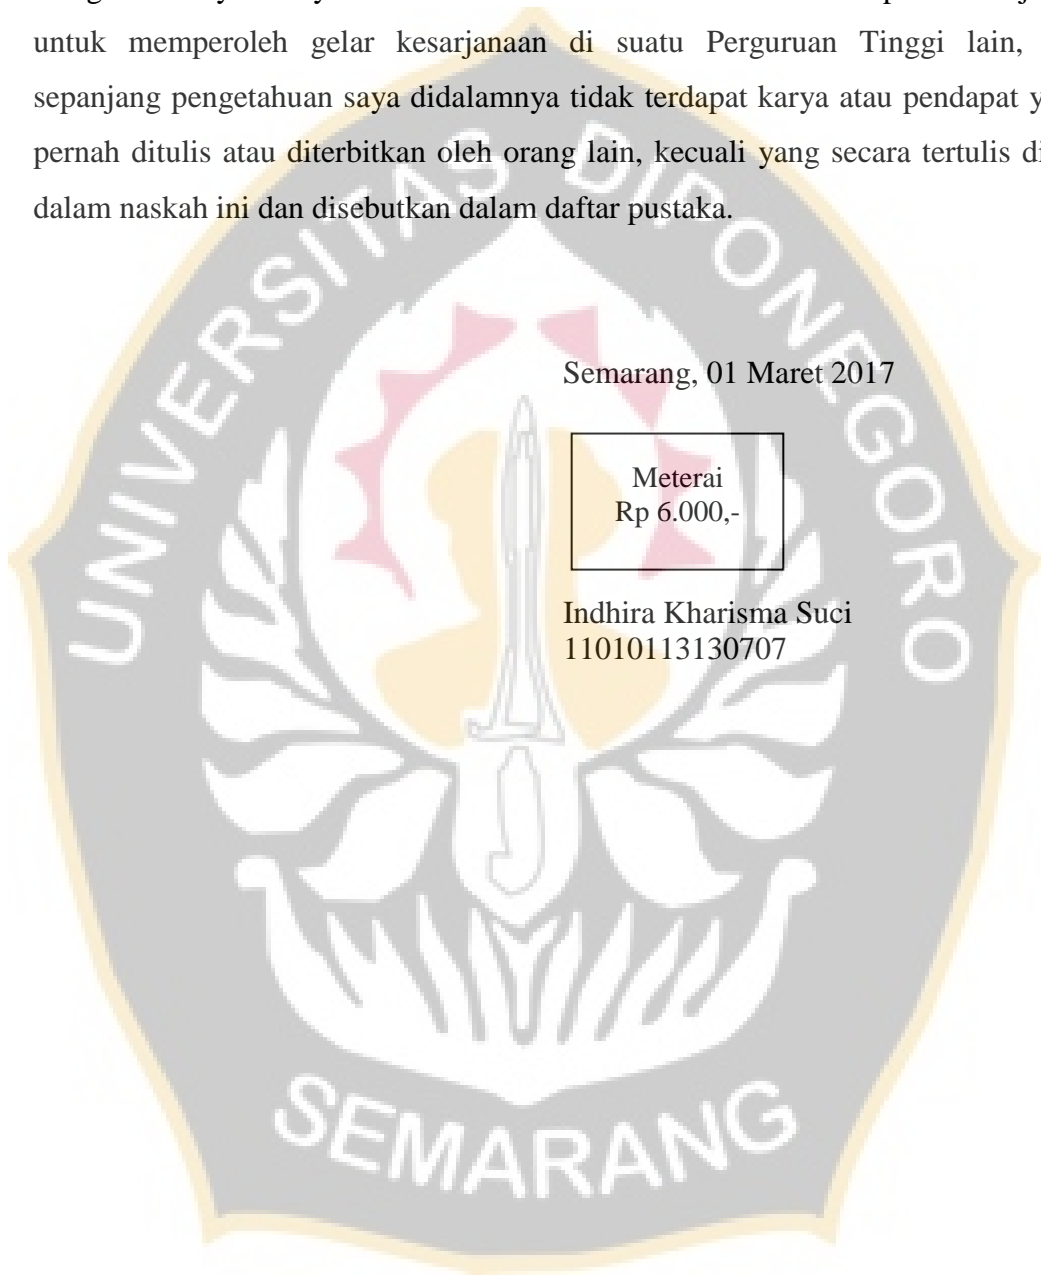 untuk memperoleh gelar kesarjanaan di suatu Perguruan Tinggi lain,
sepanjang pengetahuan saya didalamnya tidak terdapat karya atau pendapat
pernah ditulis atau diterbitkan oleh orang lain, kecuali yang secara tertulis
dalam naskah ini dan disebutkan dalam daftar pustaka.
UNIVERSITAS DIPONEGORO
Semarang, 01 Maret 2017
Meterai
Rp 6.000,-
Indhira Kharisma Suci
11010113130707
SEMARANG